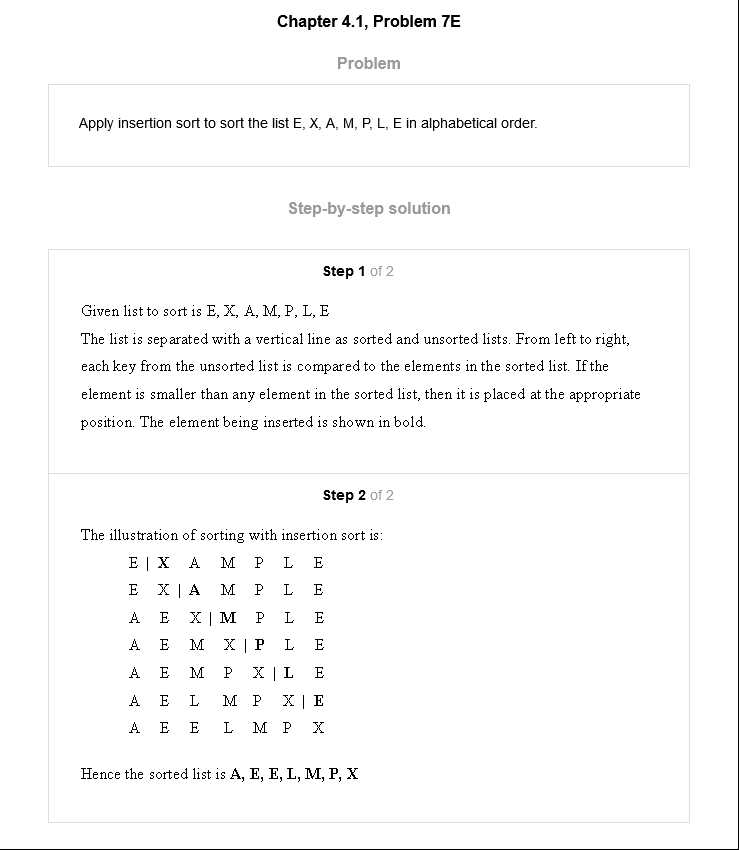 Chapter 4.1, Problem 7E
Problem
Apply insertion sort to sort the list E, X, A, M, P, L, E in alphabetical order.
Step-by-step solution
Step 1 of 2
Given list to sort is E, X, A, M, P, L, E
The list is separated with a vertical line as sorted and unsorted lists. From left to right,
each key from the unsorted list is compared to the elements in the sorted list. If the
element is smaller than any element in the sorted list, then it is placed at the appropriate
position. The element being inserted is shown in bold.
Step 2 of 2
The illustration of sorting with insertion sort is:
E | X A M P L E
E X | A M P L E
A E X | M P L E
A E M X | P L E
A E M P X | L E
A E L M P X | E
A E E L M P X
Hence the sorted list is A, E, E, L, M, P, X